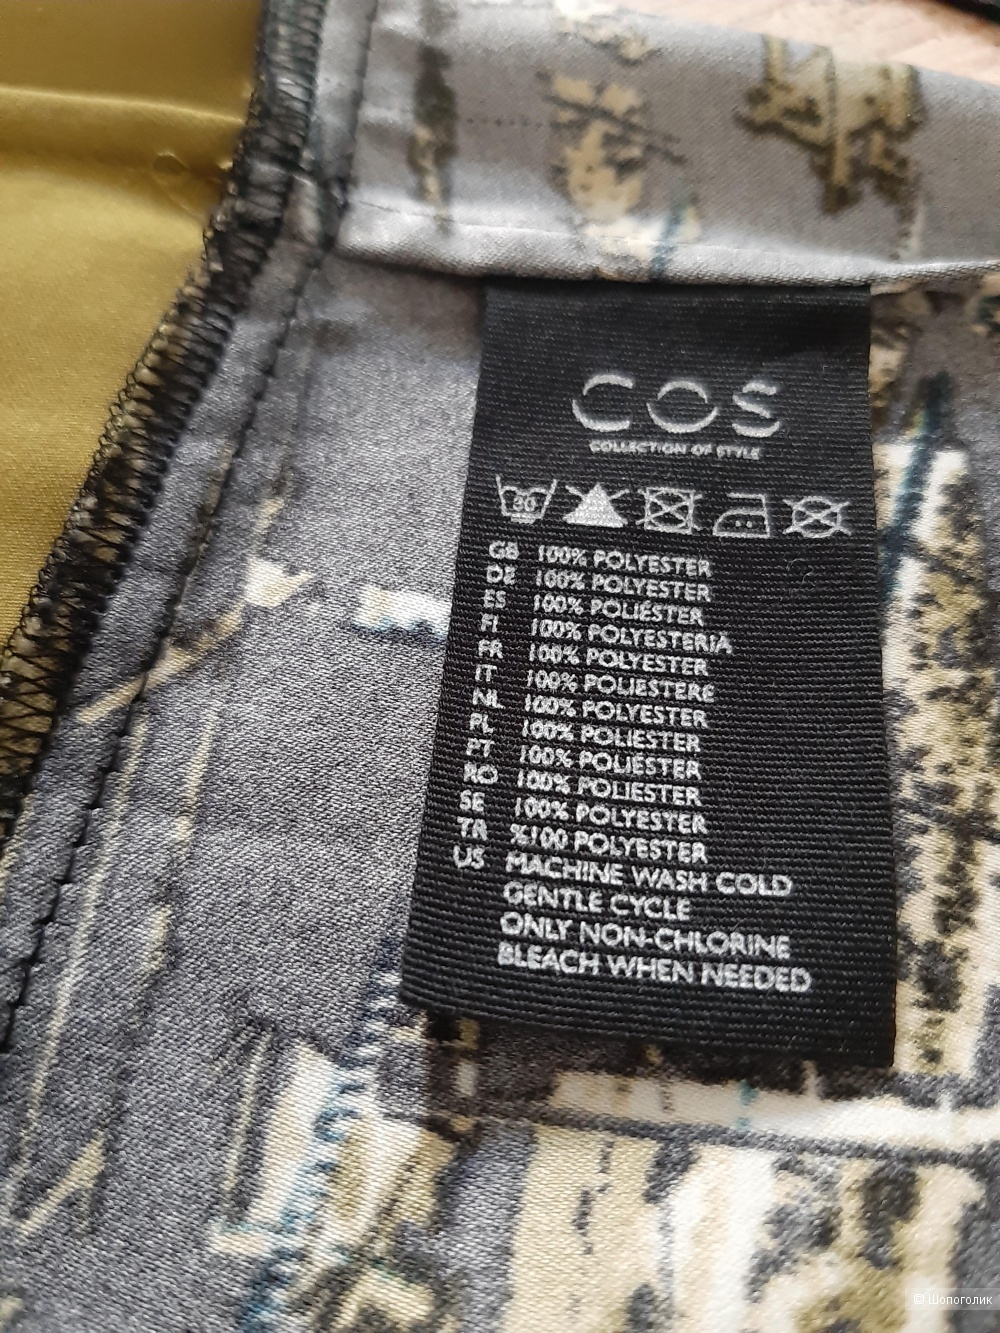 COS
COLLECTION OF STYLE
30
GB 100% POLYESTER
DE 100% POLYESTER
ES 100% POLIÉSTER
FI 100% POLYESTERIA
FR 100% POLYESTER
IT 100% POLIESTERE
NL 100% POLYESTER
PL 100% POLIESTER
PT 100% POLIÉSTER
RO 100% POLIESTER
SE 100% POLYESTER
TR %100 POLYESTER
US MACHINE WASH COLD
GENTLE CYCLE
ONLY NON-CHLORINE
BLEACH WHEN NEEDED
© Шопоголик